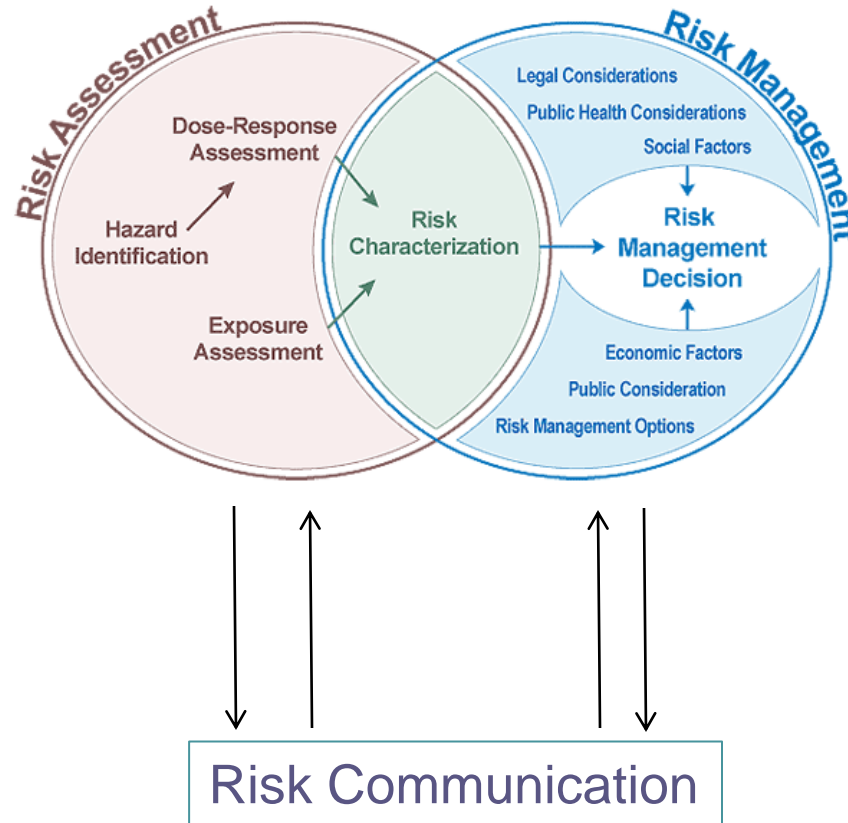 Risk Assessment
Dose-Response
Assessment
Hazard
Identification
Exposure
Assessment
Risk
Characterization
Risk Management
Legal Considerations
Public Health Considerations
Social Factors
Risk
Management
Decision
Economic Factors
Public Consideration
Risk Management Options
Risk Communication